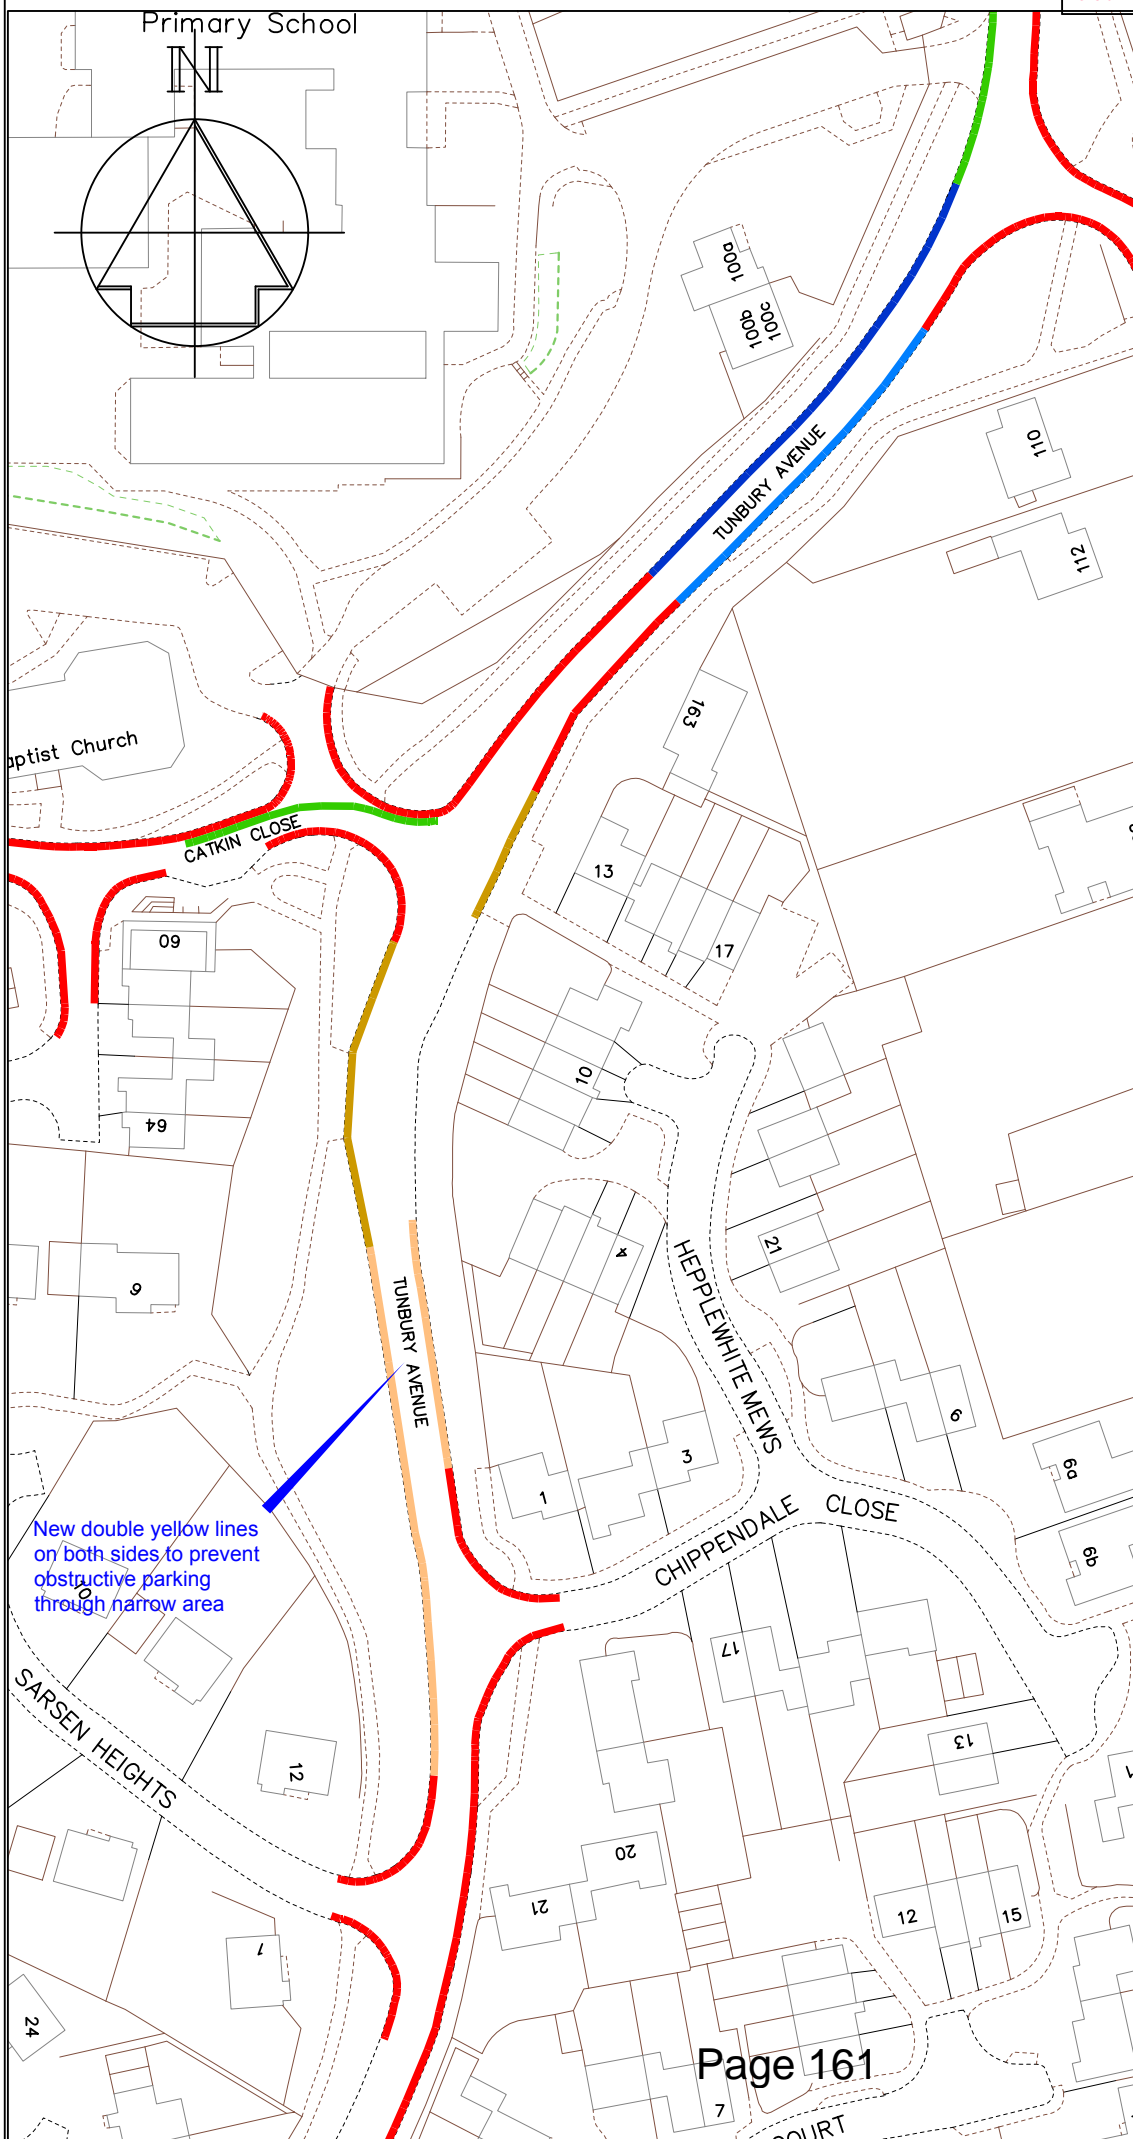 Primary School
N
100a
100b
100c
TUNBURY AVENUE
110
112
163
aptist Church
CATKIN CLOSE
13
17
60
10
64
4
21
9
HEPPLEWHITE MEWS
TUNBURY AVENUE
6
9a
3
1
CHIPPENDALE CLOSE
New double yellow lines
on both sides to prevent
obstructive parking
through narrow area
10
9b
17
SARSEN HEIGHTS
12
13
20
21
12
15
1
24
Page 161
7
COURT